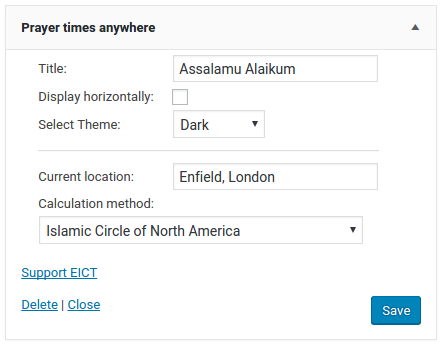 Prayer times anywhere
Title: Assalamu Alaikum
Display horizontally:
Select Theme: Dark
Current location: Enfield, London
Calculation method:
Islamic Circle of North America
Support EICT
Delete | Close
Save